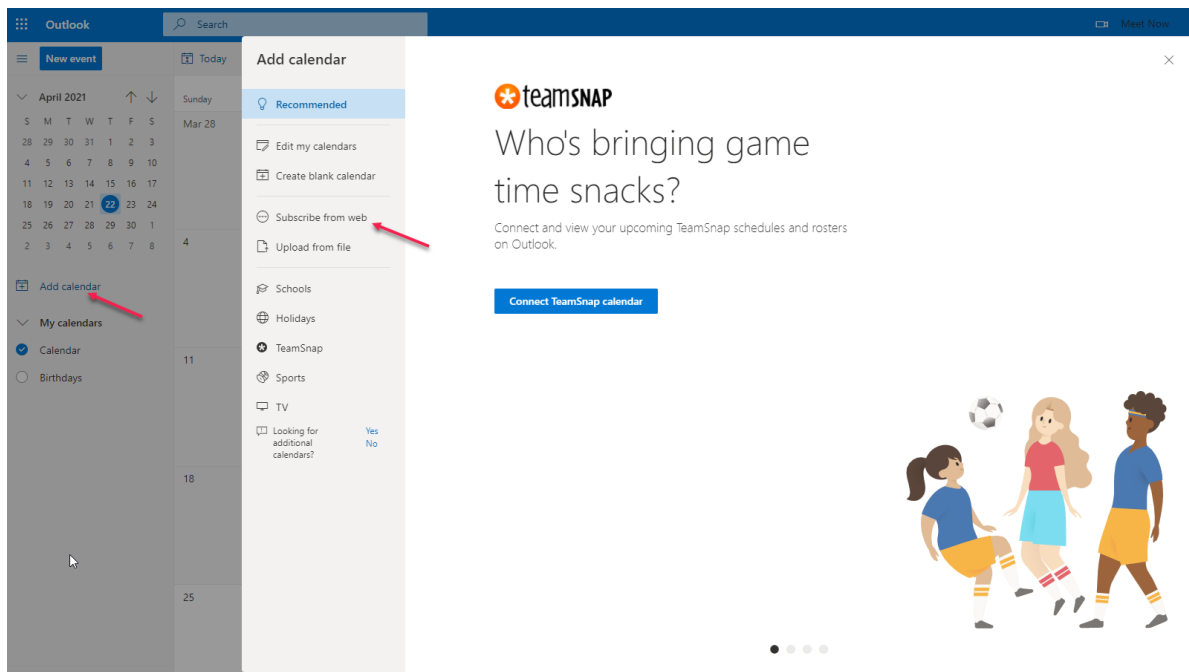 Outlook
Search
Meet Now
New event
Today
April 2021
S M T W T F S
28 29 30 31 1 2 3
4 5 6 7 8 9 10
11 12 13 14 15 16 17
18 19 20 21 22 23 24
25 26 27 28 29 30 1
2 3 4 5 6 7 8
Add calendar
My calendars
Calendar
Birthdays
Sunday
Mar 28
4
11
18
25
Add calendar
Recommended
Edit my calendars
Create blank calendar
Subscribe from web
Upload from file
Schools
Holidays
TeamSnap
Sports
TV
Looking for
additional
calendars?
Yes
No
teamSNAP
Who's bringing game
time snacks?
Connect and view your upcoming TeamSnap schedules and rosters
on Outlook.
Connect TeamSnap calendar